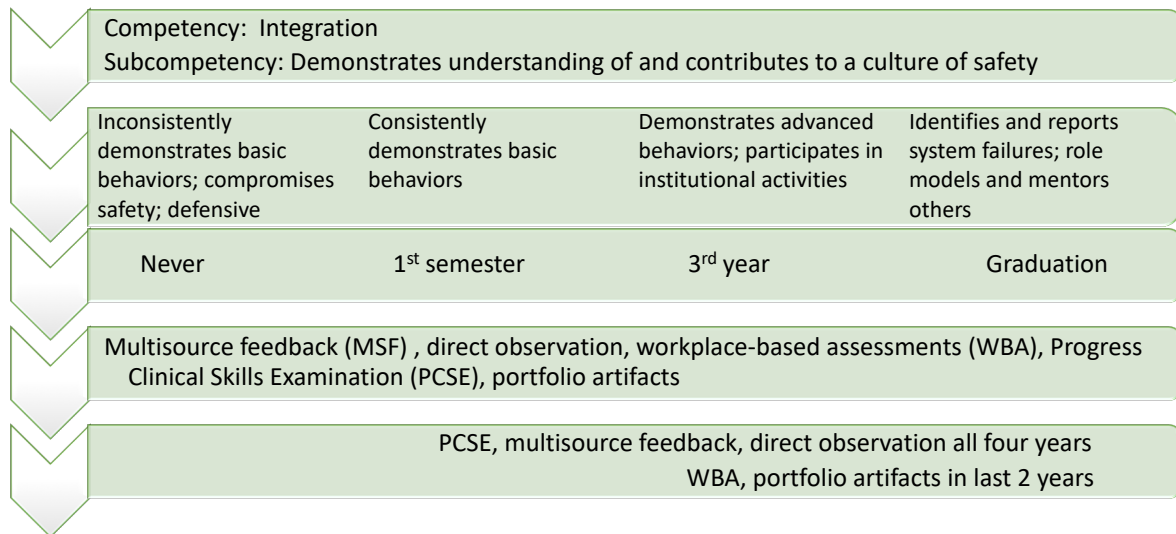 Competency:  Integration
Subcompetency: Demonstrates understanding of and contributes to a culture of safety
Inconsistently
demonstrates basic
behaviors; compromises
safety; defensive
Consistently
demonstrates basic
behaviors
Demonstrates advanced
behaviors; participates in
institutional activities
Identifies and reports
system failures; role
models and mentors
others
Never
1st semester
3rd year
Graduation
Multisource feedback (MSF) , direct observation, workplace-based assessments (WBA), Progress
Clinical Skills Examination (PCSE), portfolio artifacts
PCSE, multisource feedback, direct observation all four years
WBA, portfolio artifacts in last 2 years